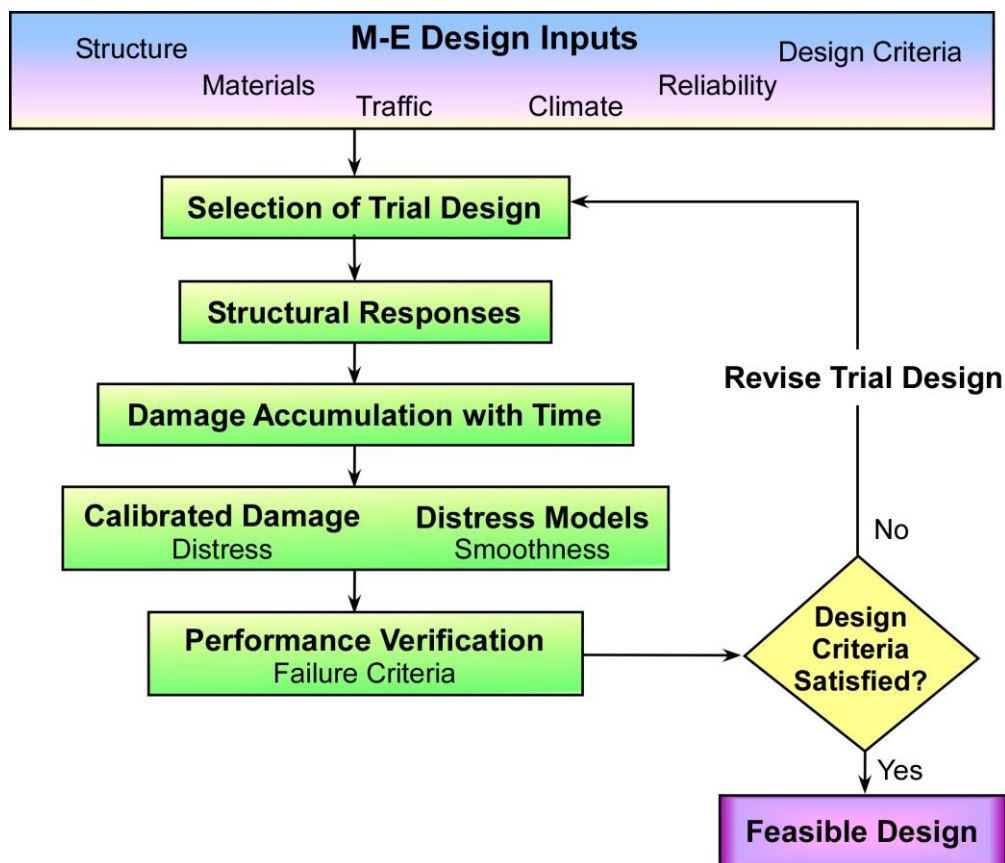 M-E Design Inputs
Structure
Design Criteria
Materials
Reliability
Traffic
Climate
Selection of Trial Design
Structural Responses
Revise Trial Design
Damage Accumulation with Time
Calibrated Damage
Distress
Distress Models
Smoothness
No
Performance Verification
Failure Criteria
Design
Criteria
Satisfied?
Yes
Feasible Design